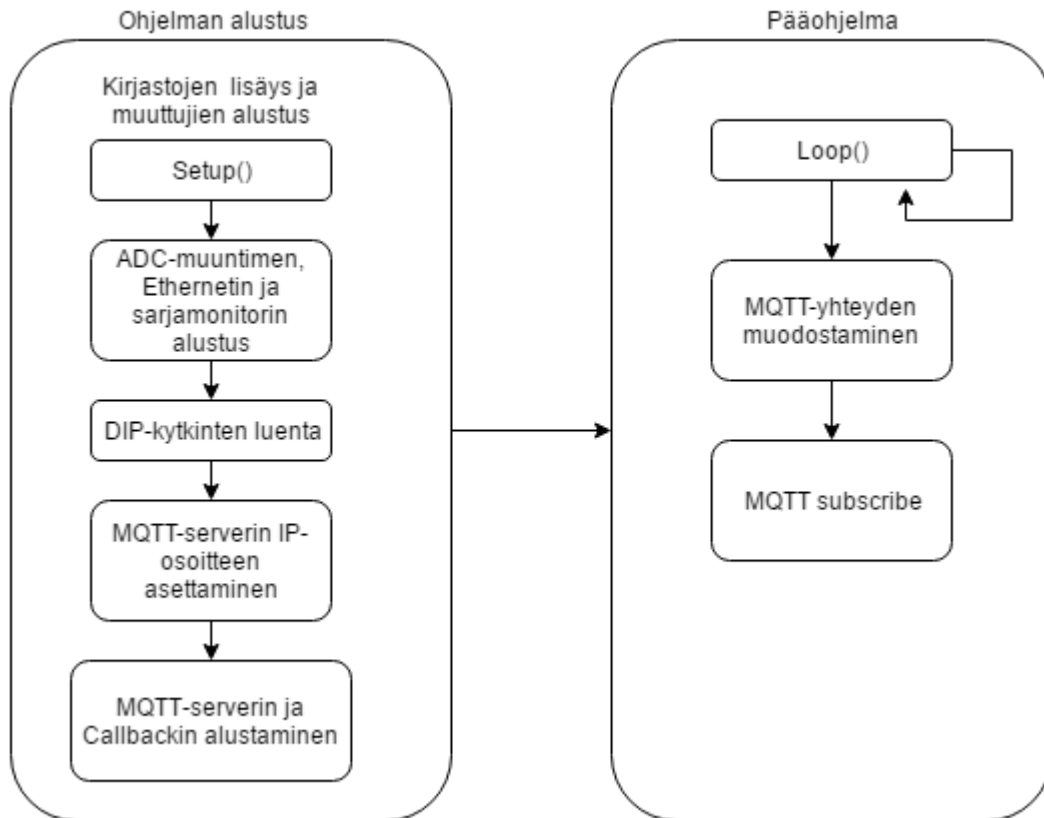 Ohjelman alustus
Kirjastojen lisäys ja
muuttujien alustus
Setup()
ADC-muuntimen,
Ethernetin ja
sarjamonitorin
alustus
DIP-kytkinten luenta
MQTT-serverin IP-
osoitteen
asettaminen
MQTT-serverin ja
Callbackin alustaminen
Pääohjelma
Loop()
MQTT-yhteyden
muodostaminen
MQTT subscribe